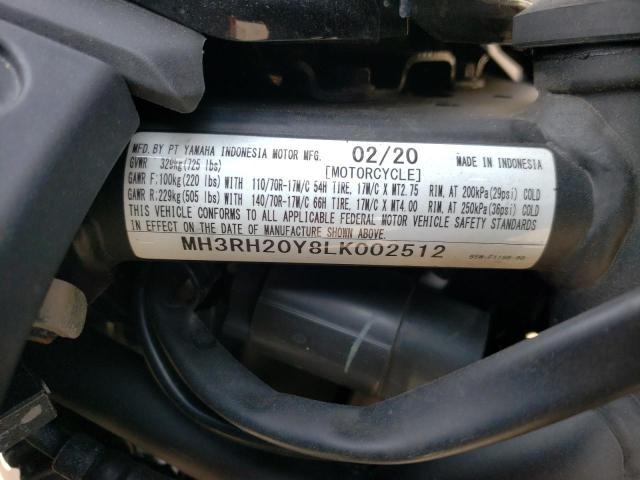 MFD. BY PT YAMAHA INDONESIA MOTOR MFG. 02/20 MADE IN INDONESIA
GVWR 329kg(725 lbs) [MOTORCYCLE]
GAWR F:100kg(220 lbs) WITH 110/70R-17M/C 54H TIRE, 17M/C X MT2.75 RIM, AT 200kPa(29psi) COLD
GAWR R:229kg(505 lbs) WITH 140/70R-17M/C 66H TIRE, 17M/C X MT4.00 RIM, AT 250kPa(36psi) COLD
THIS VEHICLE CONFORMS TO ALL APPLICABLE FEDERAL MOTOR VEHICLE SAFETY STANDARDS
IN EFFECT ON THE DATE OF MANUFACTURE SHOWN ABOVE.
MH3RH20Y8LK002512